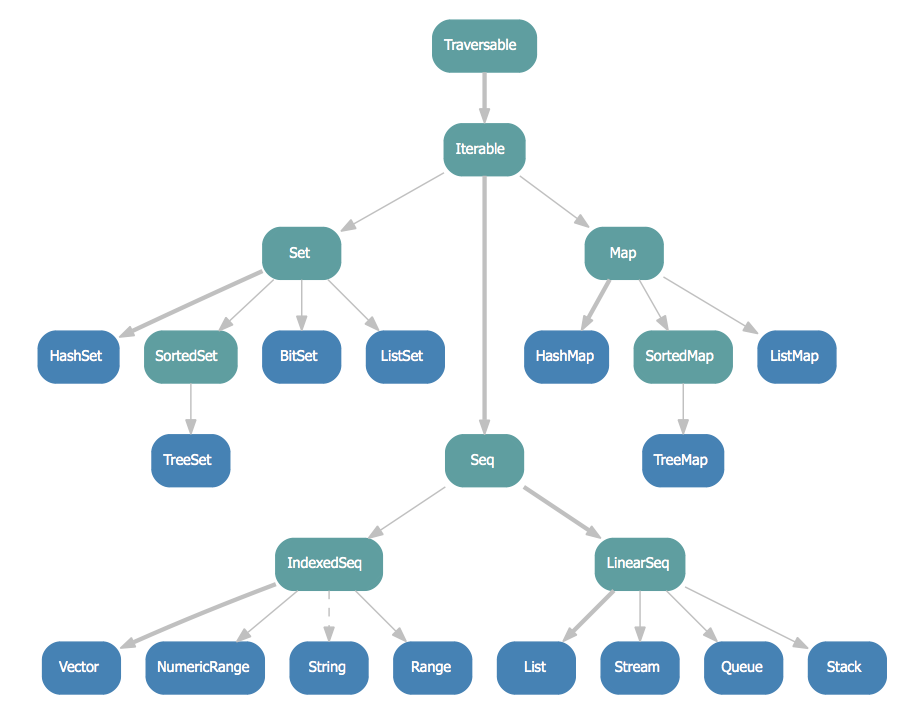 Traversable
Iterable
Set
Map
HashSet
SortedSet
BitSet
ListSet
HashMap
SortedMap
ListMap
TreeSet
Seq
TreeMap
IndexedSeq
LinearSeq
Vector
NumericRange
String
Range
List
Stream
Queue
Stack